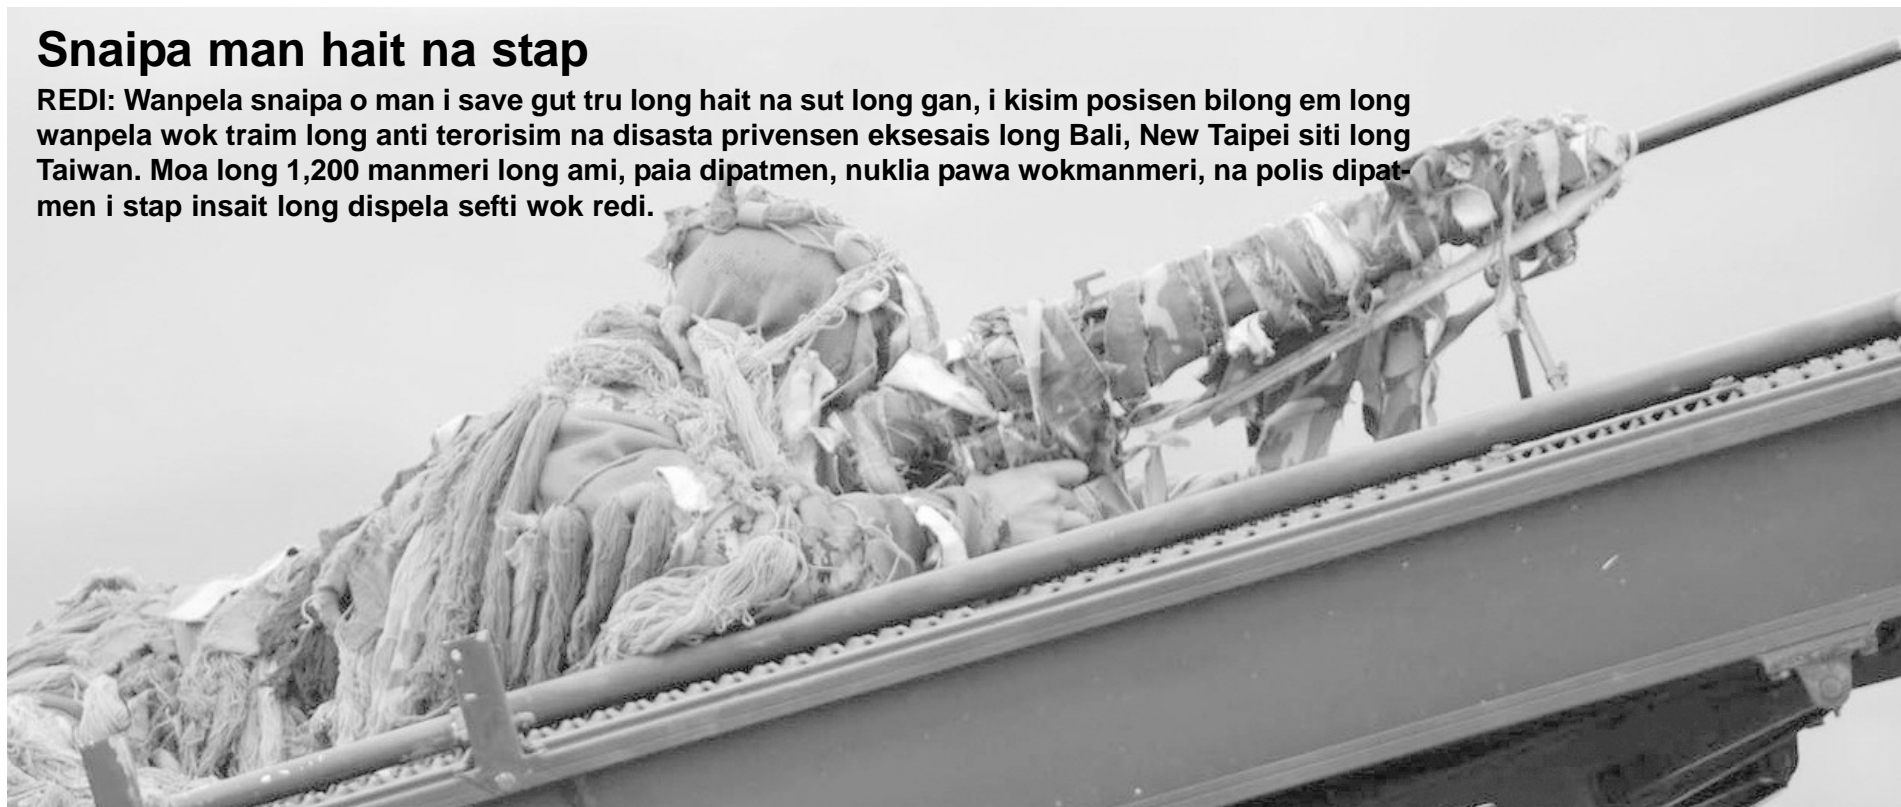 Snaipa man hait na stap
REDI: Wanpela snaipa o man i save gut tru long hait na sut long gan, i kisim posisen bilong em long
wanpela wok traim long anti terorisim na disasta privensen eksesais long Bali, New Taipei siti long
Taiwan. Moa long 1,200 manmeri long ami, paia dipatmen, nuklia pawa wokmanmeri, na polis dipat-
men i stap insait long dispela sefti wok redi.